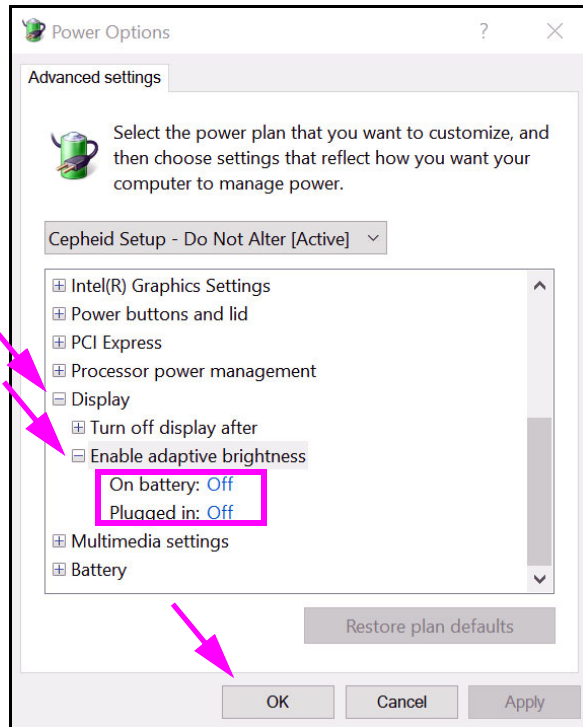 Power Options
?
Advanced settings
Select the power plan that you want to customize, and
then choose settings that reflect how you want your
computer to manage power.
Cepheid Setup - Do Not Alter [Active]
Intel(R) Graphics Settings
Power buttons and lid
PCI Express
Processor power management
Display
Turn off display after
Enable adaptive brightness
On battery: Off
Plugged in: Off
Multimedia settings
Battery
Restore plan defaults
OK Cancel Apply